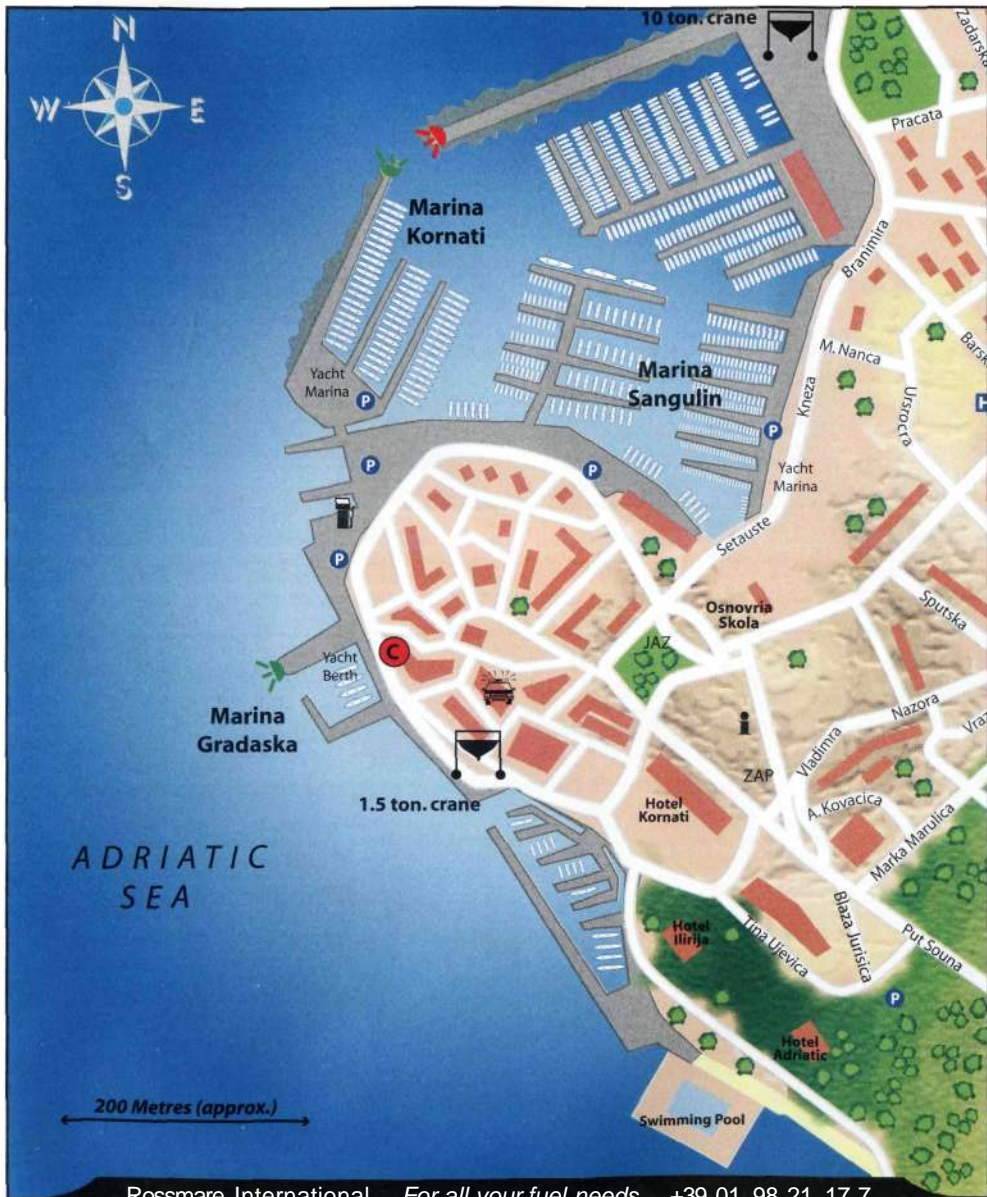 10 ton. crane
N
W
E
S
Zadarska
Pracata
Marina
Kornati
Branimira
M. Nanca
Barsk
Marina
Sangulin
Kneza
Ursrocra
H
Yacht
Marina
P
P
P
P
Yacht
Marina
P
Setauste
Osnovria
Skola
Sputska
JAZ
C
Yacht
Berth
Marina
Gradaska
Nazora
Vraz
i
Vladimra
ZAP
1.5 ton. crane
Hotel
Kornati
A. Kovacica
Marka Marulica
ADRIATIC
SEA
Hotel
Ilirija
Tina Ujevica
Blaza Jurisica
Put Souna
P
Hotel
Adriatic
200 Metres (approx.)
Swimming Pool
Rossmare International For all your fuel needs +39 01 98 21 17 7